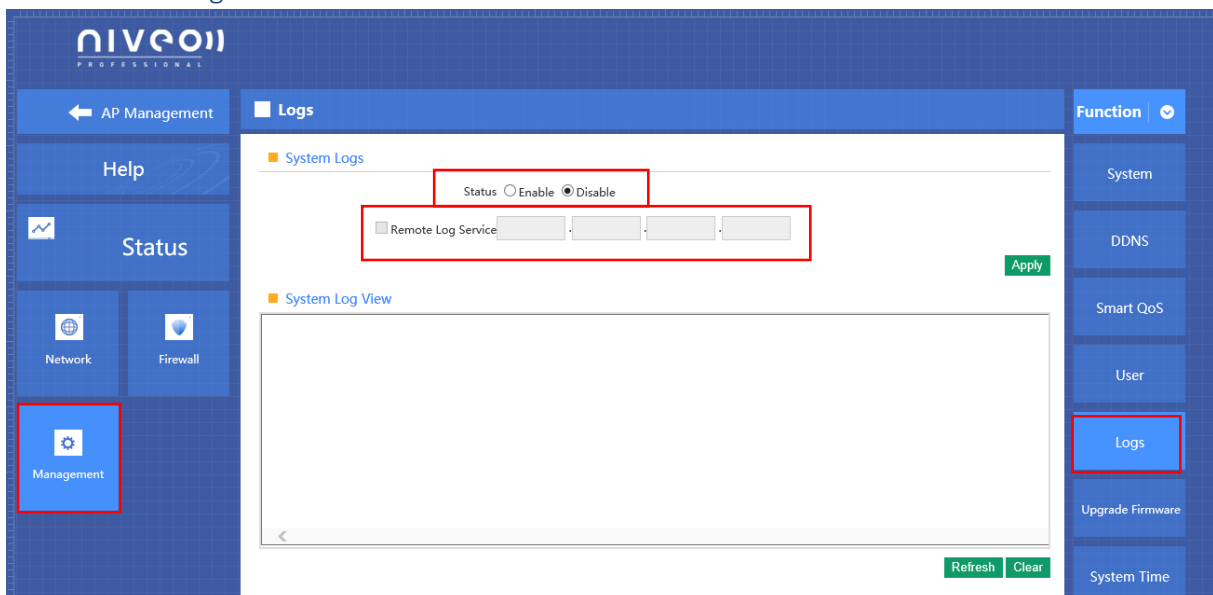 niveo
PROFESSIONAL
AP Management
Logs
Function
Help
System Logs
System
Status Enable Disable
Remote Log Service . . .
Status
DDNS
Apply
System Log View
Smart QoS
Network
Firewall
User
Logs
Management
Upgrade Firmware
Refresh Clear
System Time